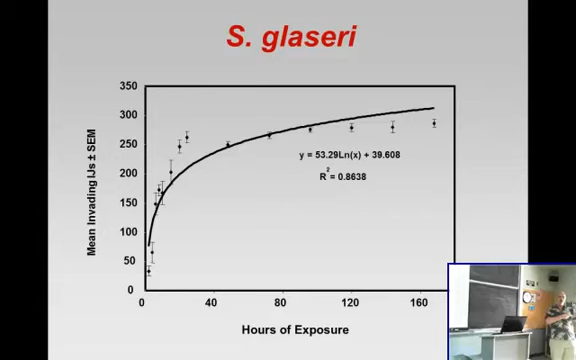 S. glaseri
350
300
250
200
150
100
50
0
Mean Invading IJs ± SEM
y = 53.29Ln(x) + 39.608
R2 = 0.8638
0 40 80 120 160
Hours of Exposure